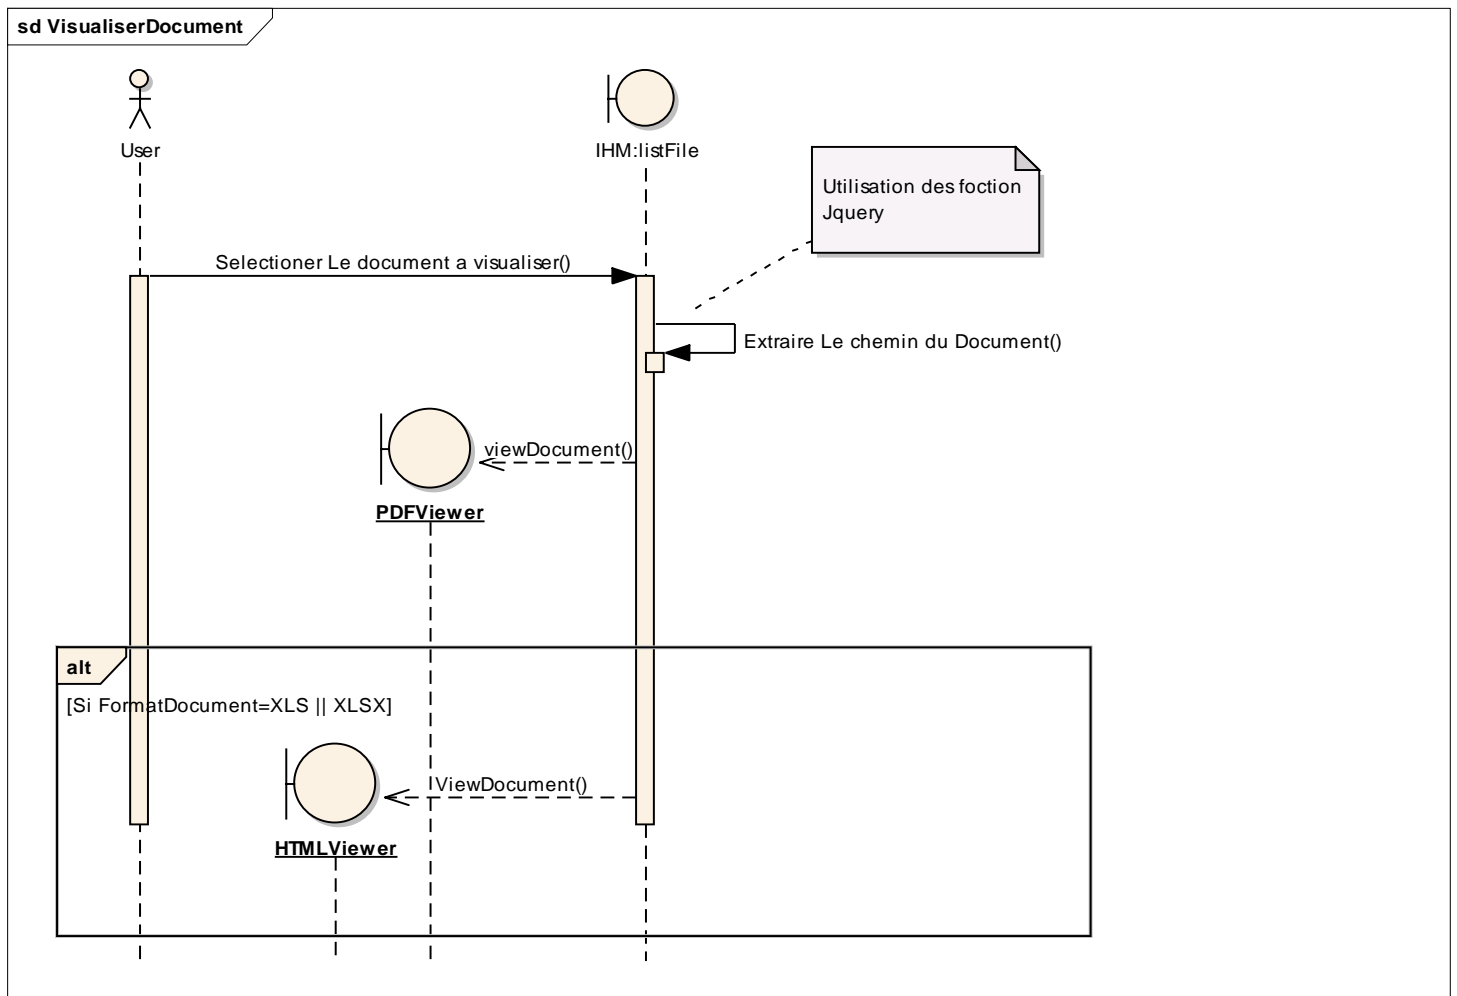 sd VisualiserDocument
User
IHM:listFile
Utilisation des foction
Jquery
Selectioner Le document a visualiser()
Extraire Le chemin du Document()
viewDocument()
PDFViewer
alt
[Si FormatDocument=XLS || XLSX]
ViewDocument()
HTMLViewer